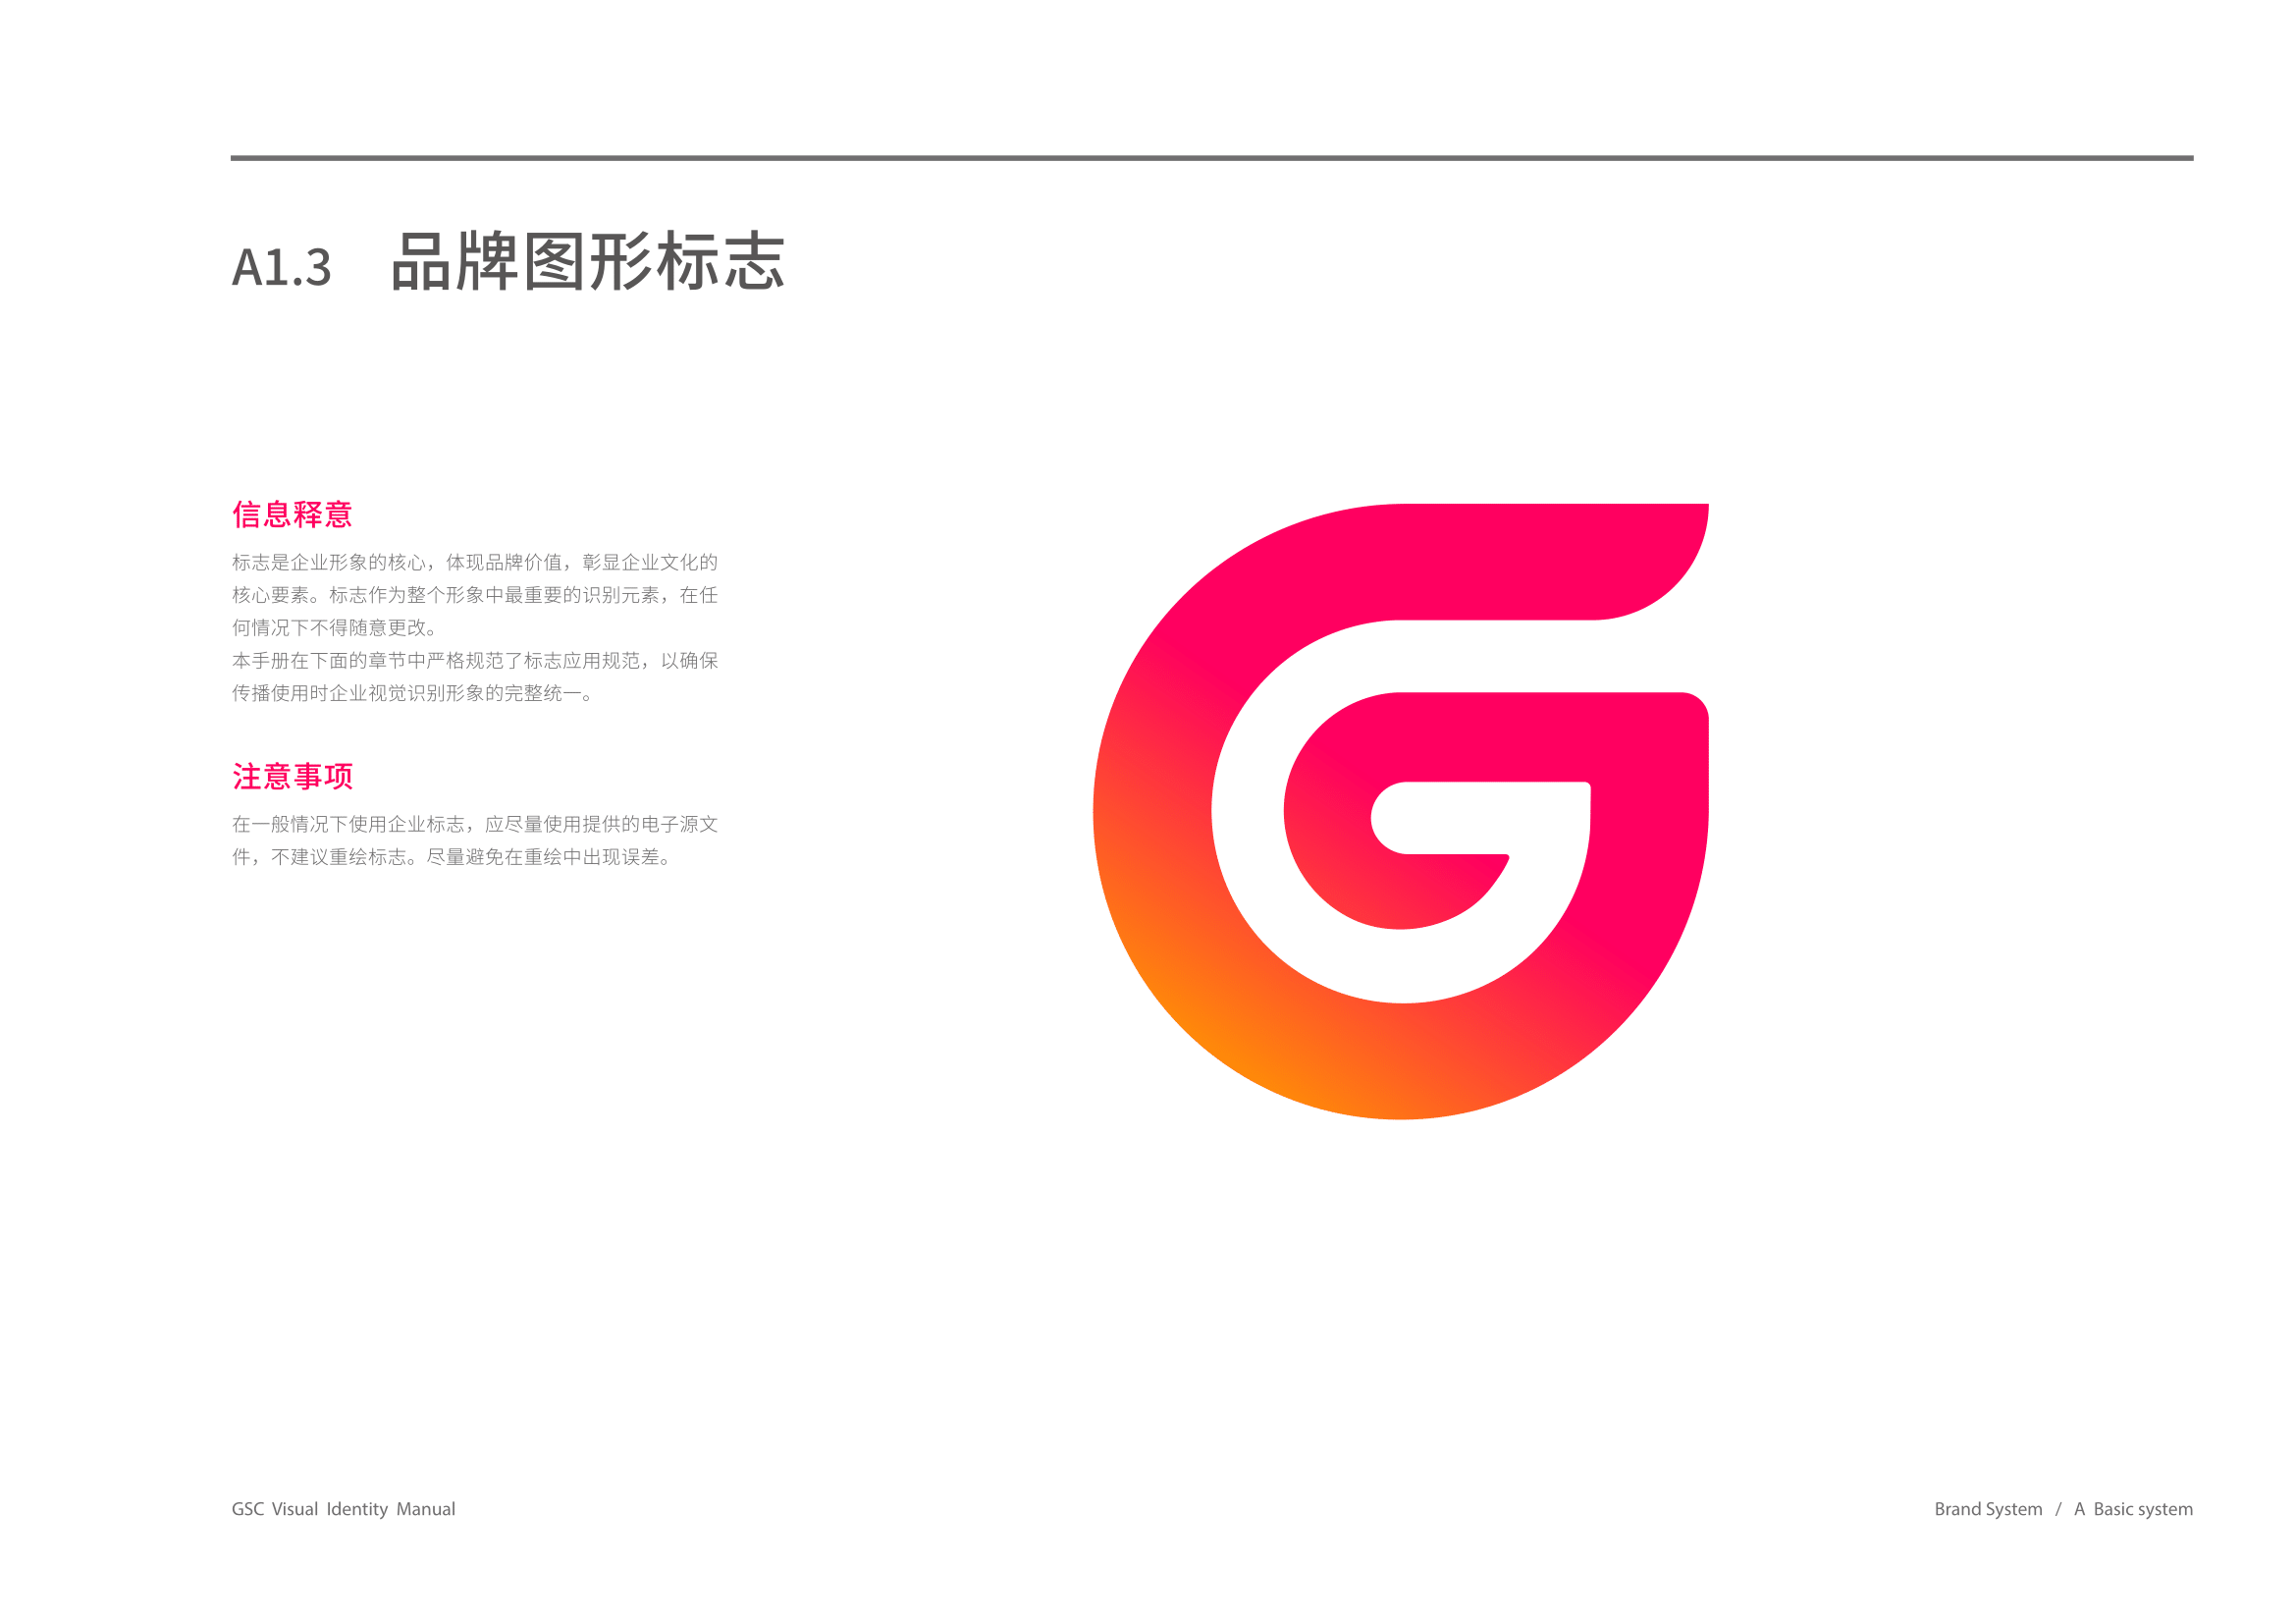 A1.3 品牌图形标志
信息释意
标志是企业形象的核心，体现品牌价值，彰显企业文化的
核心要素。标志作为整个形象中最重要的识别元素，在任
何情况下不得随意更改。
本手册在下面的章节中严格规范了标志应用规范，以确保
传播使用时企业视觉识别形象的完整统一。
注意事项
在一般情况下使用企业标志，应尽量使用提供的电子源文
件，不建议重绘标志。尽量避免在重绘中出现误差。
GSC Visual Identity Manual
Brand System / A Basic system